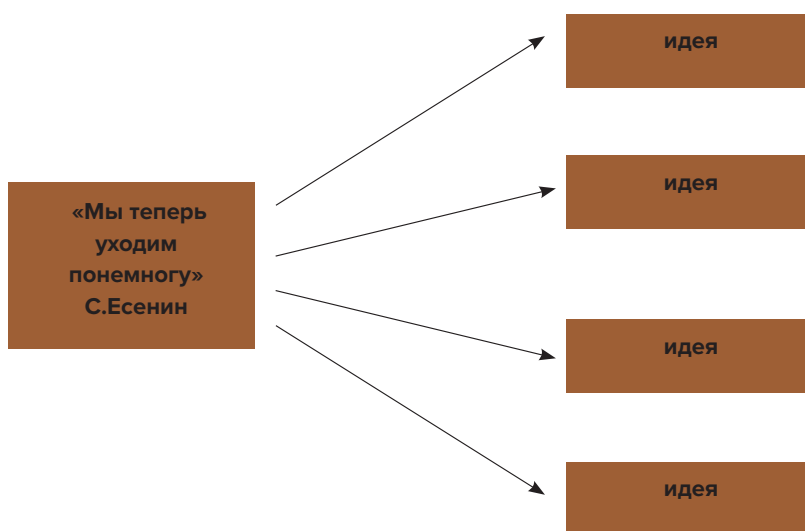 «Мы теперь
уходим
понемногу»
С.Есенин
идея
идея
идея
идея